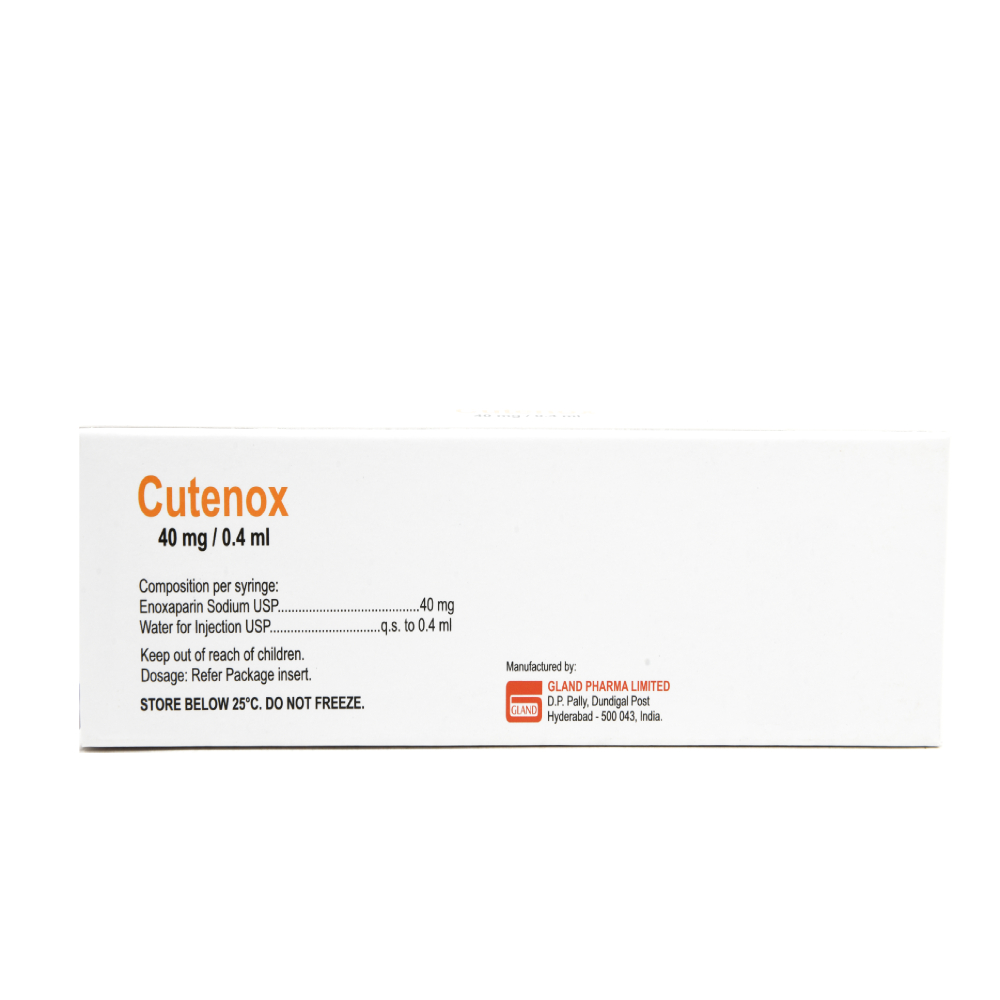 Cutenox
40 mg / 0.4 ml
Composition per syringe:
Enoxaparin Sodium USP.........................................40 mg
Water for Injection USP................................q.s. to 0.4 ml
Keep out of reach of children.
Dosage: Refer Package insert.
STORE BELOW 25°C. DO NOT FREEZE.
Manufactured by:
GLAND
GLAND PHARMA LIMITED
D.P. Pally, Dundigal Post
Hyderabad - 500 043, India.